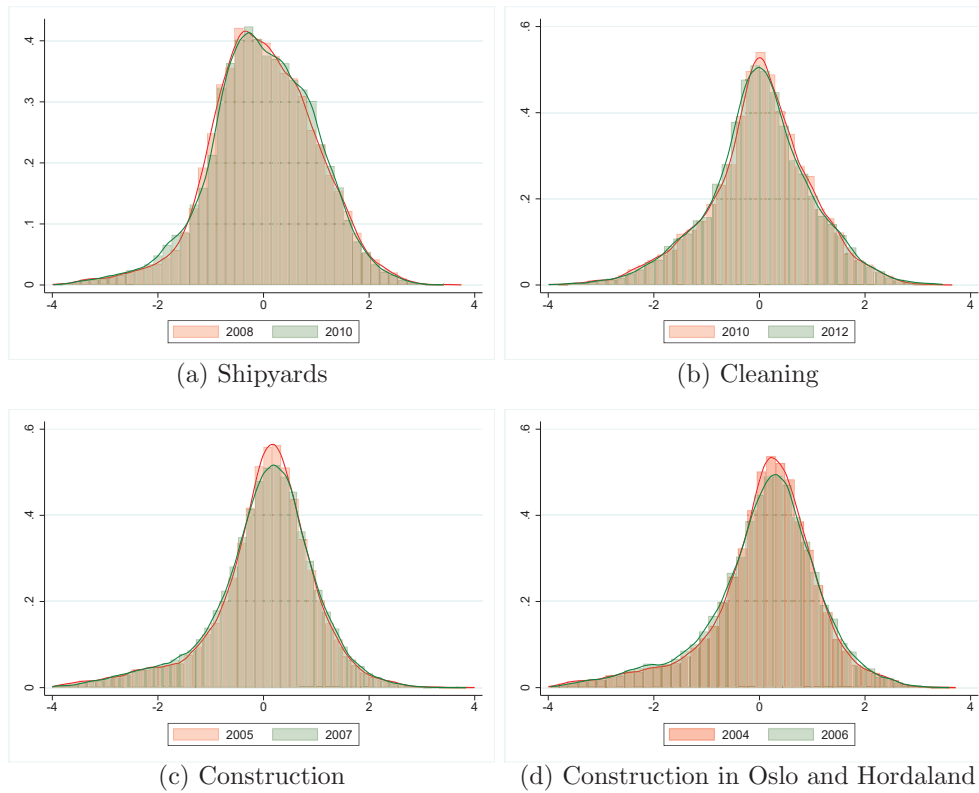 .4
.3
.2
.1
0
-4 -2 0 2 4
2008 2010
(a) Shipyards
.6
.4
.2
0
-4 -2 0 2 4
2010 2012
(b) Cleaning
.6
.4
.2
0
-4 -2 0 2 4
2005 2007
(c) Construction
.6
.4
.2
0
-4 -2 0 2 4
2004 2006
(d) Construction in Oslo and Hordaland